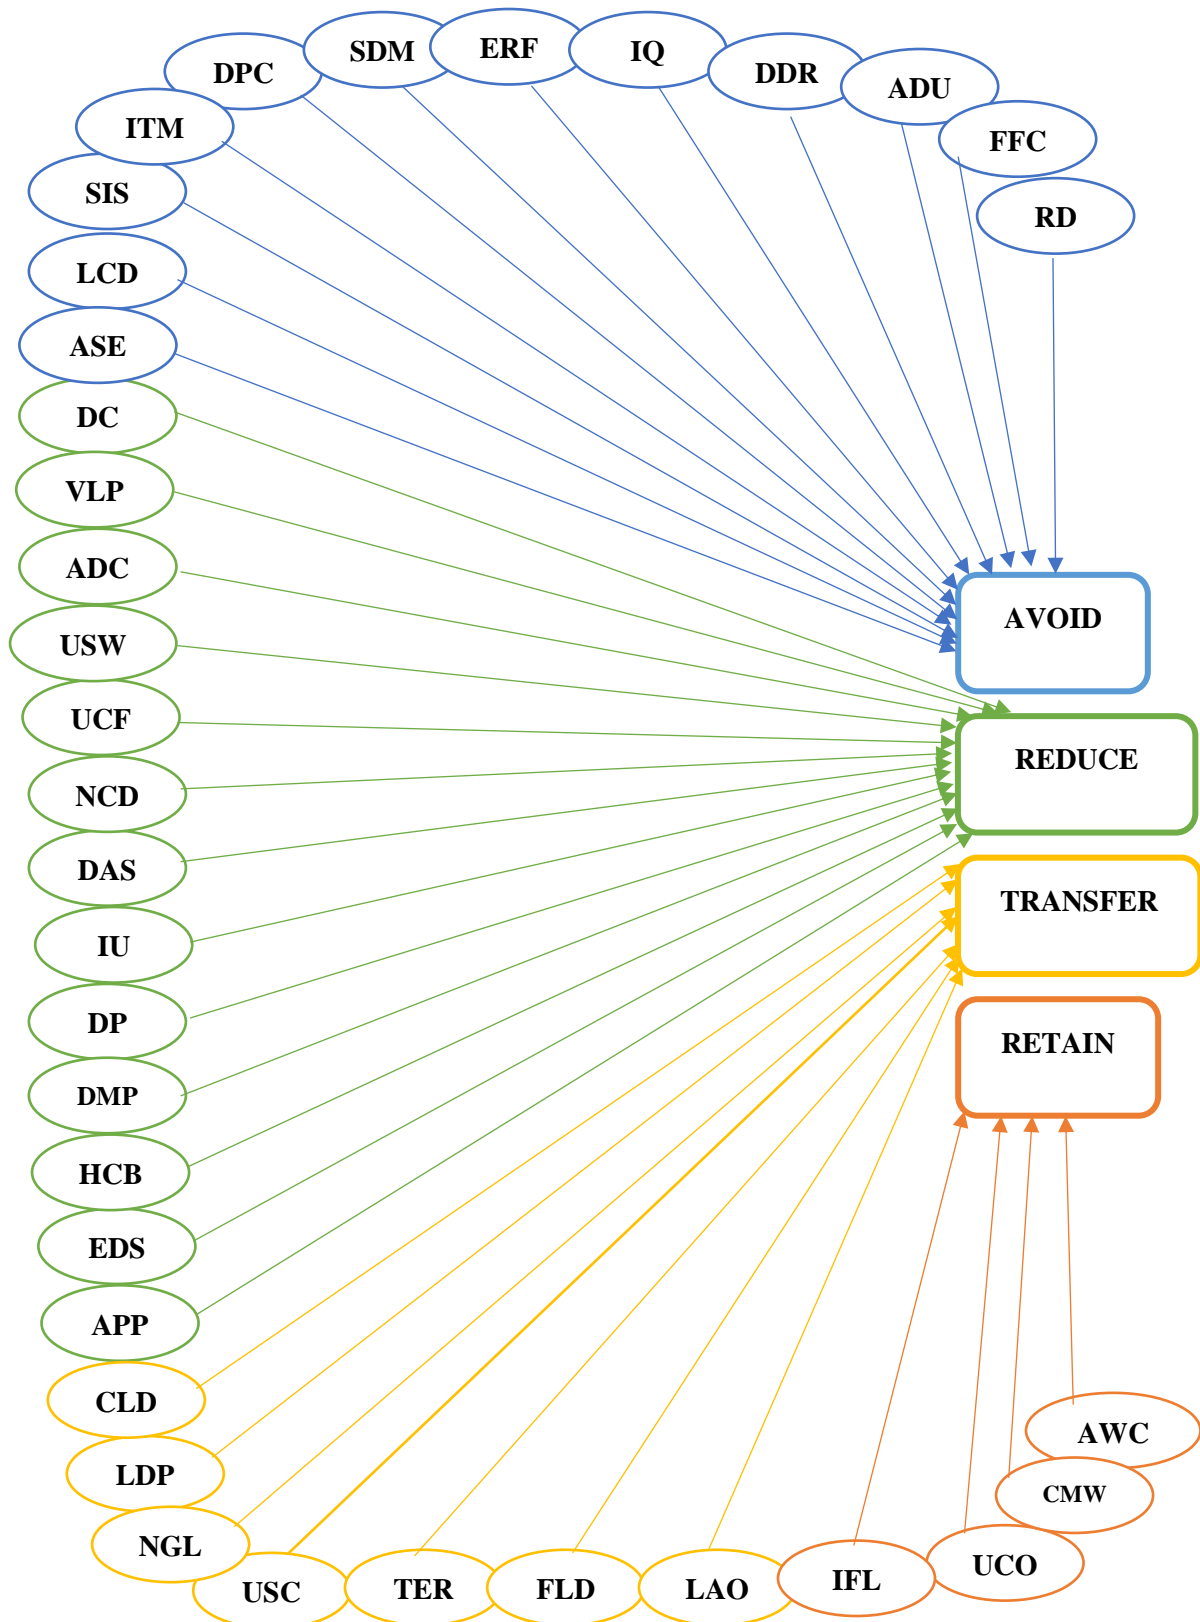 SDM
ERF
IQ
DPC
DDR
ADU
ITM
FFC
SIS
RD
LCD
ASE
DC
VLP
ADC
AVOID
USW
UCF
REDUCE
NCD
DAS
TRANSFER
IU
DP
RETAIN
DMP
HCB
EDS
APP
CLD
AWC
LDP
CMW
NGL
UCO
IFL
USC
TER
FLD
LAO